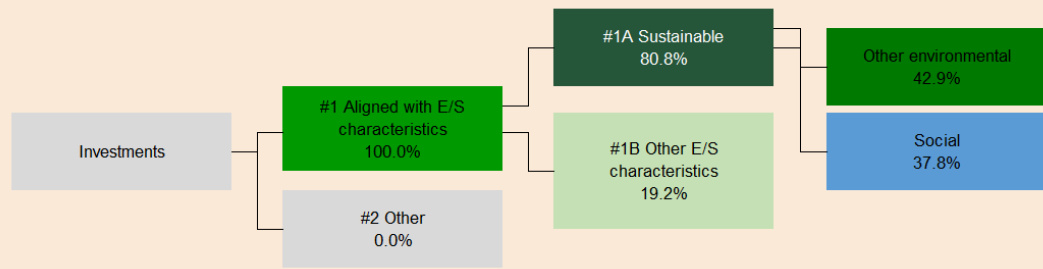 Investments
#1 Aligned with E/S
characteristics
100.0%
#2 Other
0.0%
#1A Sustainable
80.8%
#1B Other E/S
characteristics
19.2%
Other environmental
42.9%
Social
37.8%